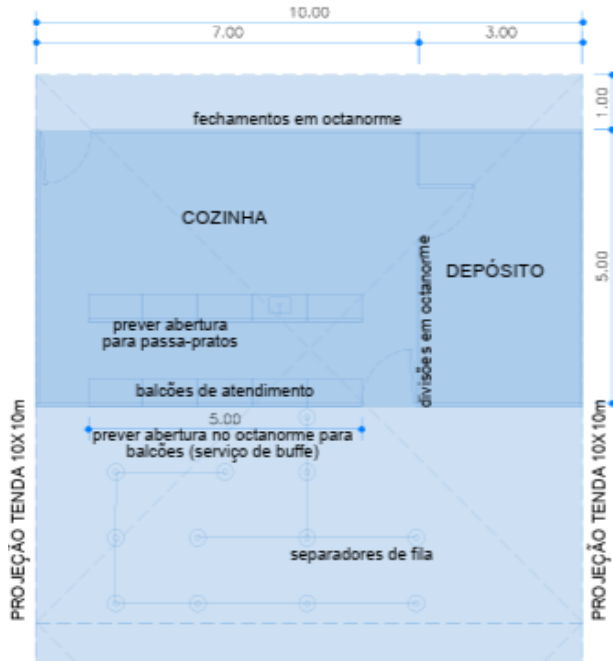 10.00
7.00
3.00
1.00
fechamentos em octanorme
COZINHA
DEPÓSITO
5.00
divisões em octanorme
prever abertura
para passa-pratos
balcões de atendimento
5.00
prever abertura no octanorme para
balcões (serviço de buffe)
separadores de fila
PROJEÇÃO TENDA 10X10m
PROJEÇÃO TENDA 10X10m